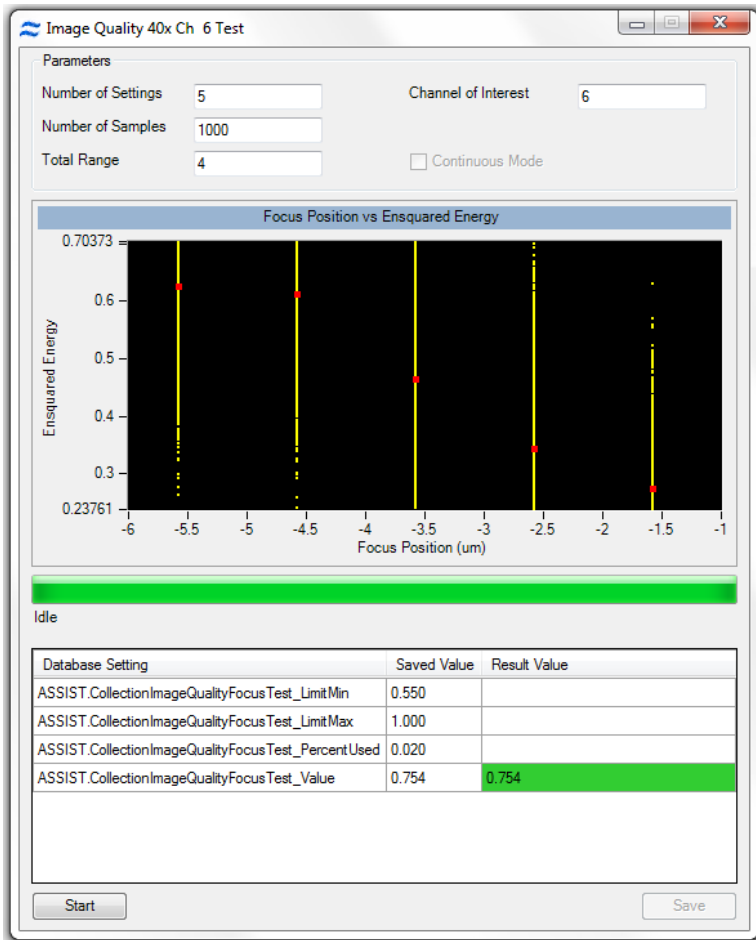 Image Quality 40x Ch  6 Test
Parameters
Number of Settings 5 Channel of Interest 6
Number of Samples 1000
Total Range 4 Continuous Mode
Focus Position vs Ensquared Energy
0.70373
0.6
0.5
0.4
0.3
0.23761
Ensquared Energy
-6 -5.5 -5 -4.5 -4 -3.5 -3 -2.5 -2 -1.5 -1
Focus Position (um)
Idle
Database Setting Saved Value Result Value
ASSIST.CollectionImageQualityFocusTest_LimitMin 0.550
ASSIST.CollectionImageQualityFocusTest_LimitMax 1.000
ASSIST.CollectionImageQualityFocusTest_PercentUsed 0.020
ASSIST.CollectionImageQualityFocusTest_Value 0.754 0.754
Start Save